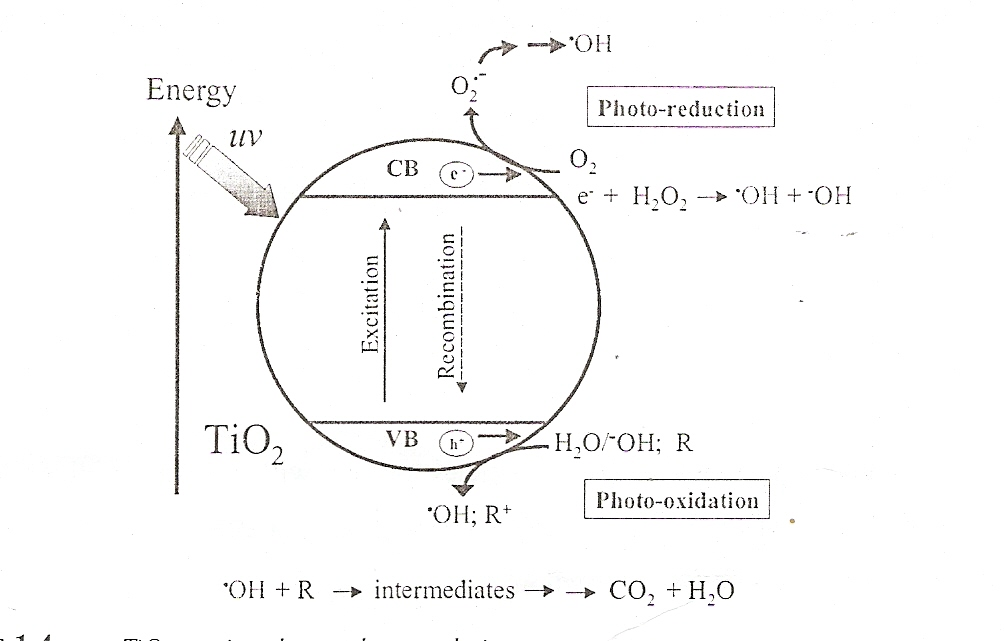 •OH
O₂•⁻
Energy
Photo-reduction
uv
CB
e⁻
O₂
e⁻ + H₂O₂ → •OH + ⁻OH
Excitation
Recombination
TiO₂
VB
h⁺
H₂O/⁻OH; R
Photo-oxidation
•OH; R⁺
•OH + R → intermediates → → CO₂ + H₂O